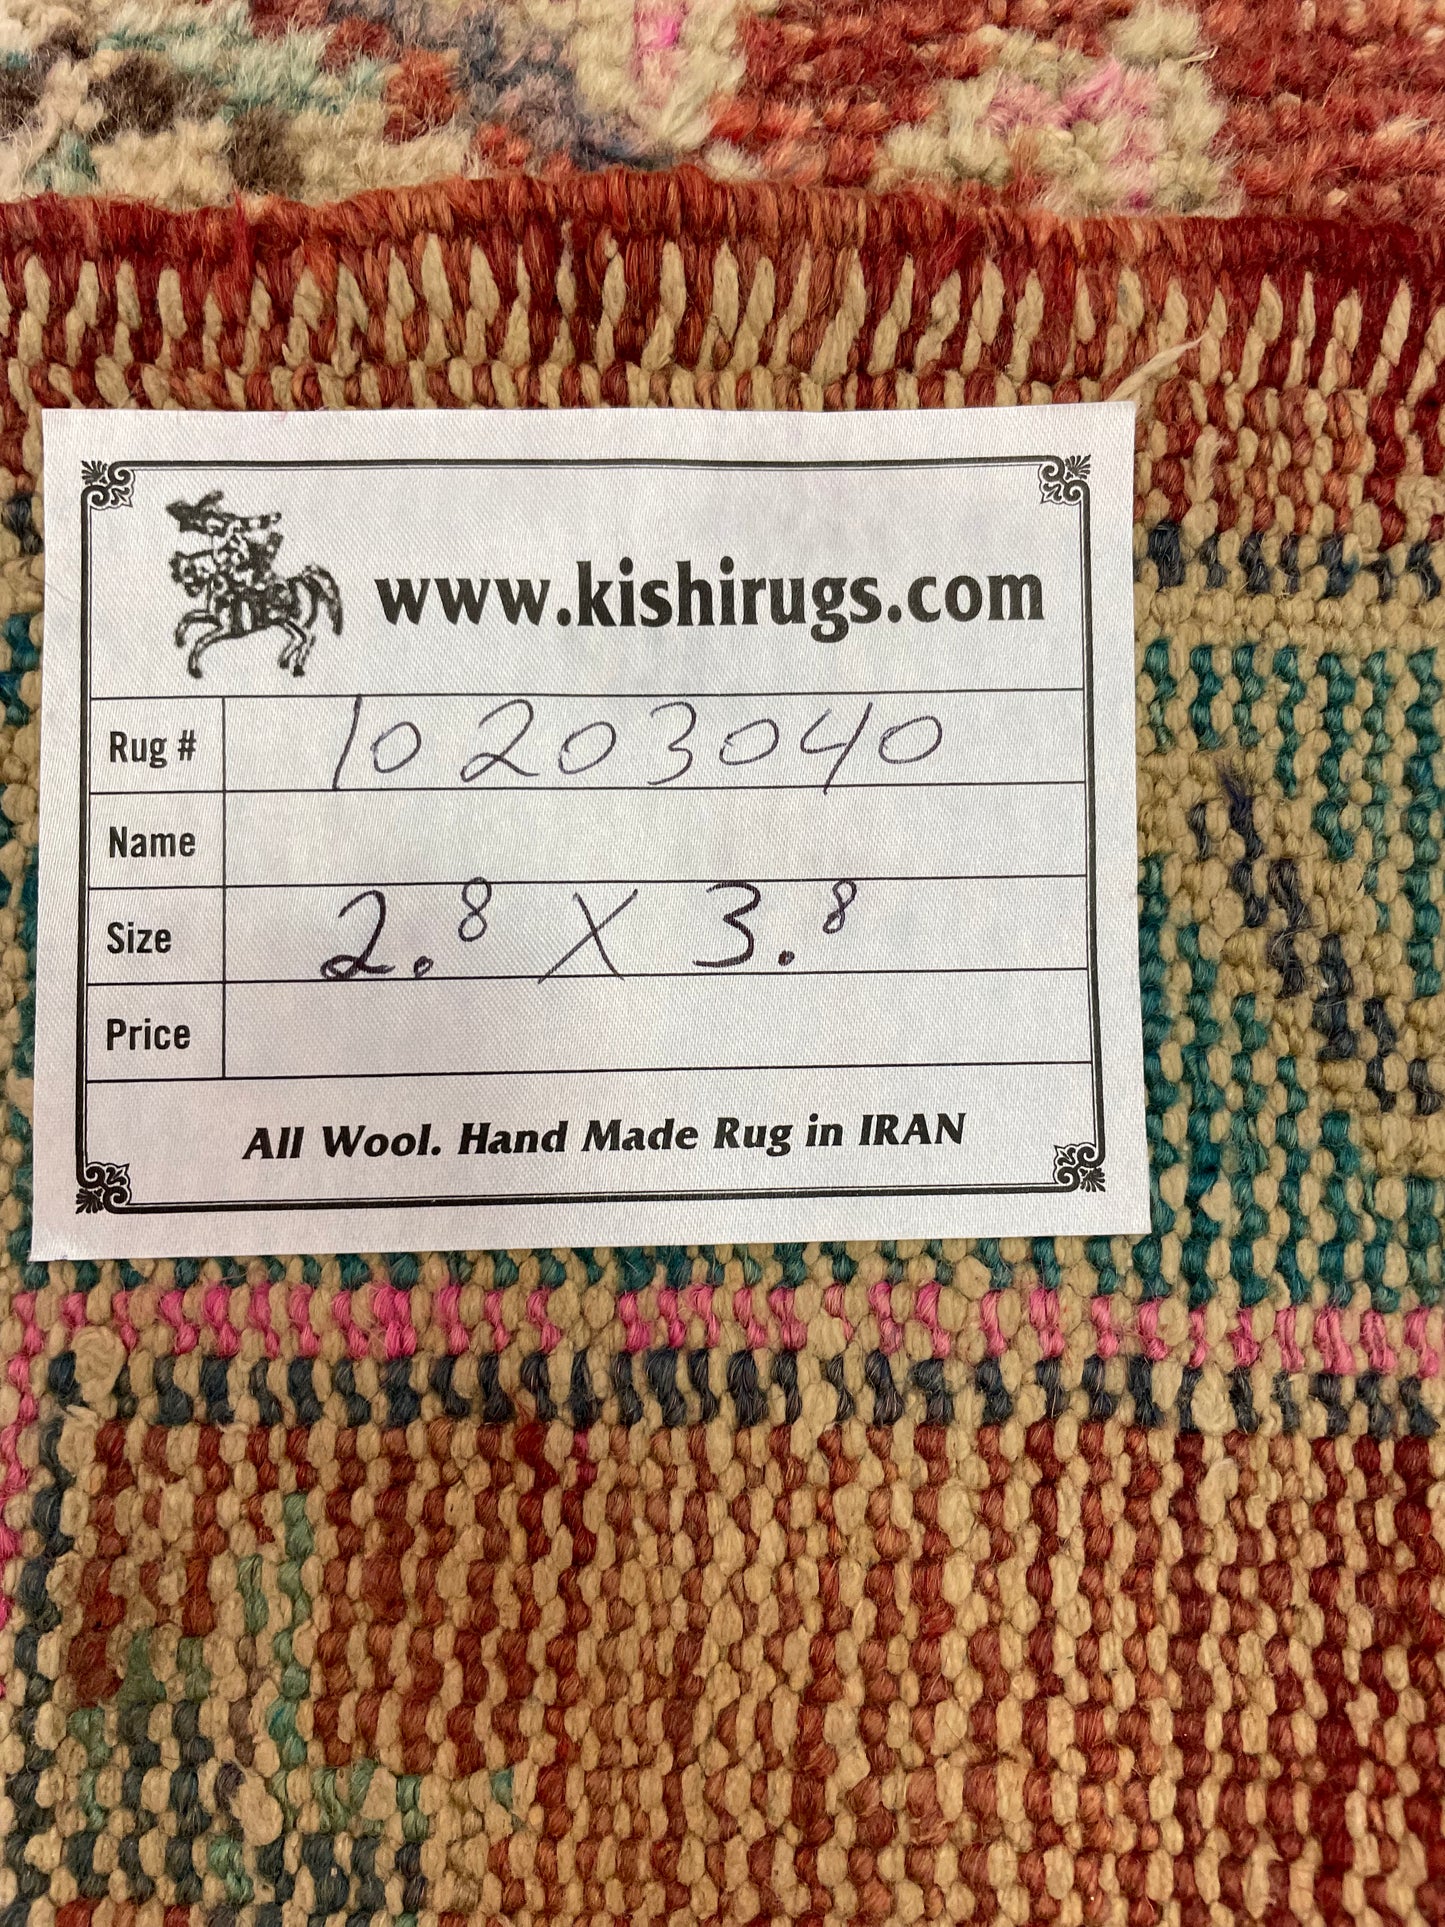 www.kishirugs.com
Rug # 10203040
Name
Size 2.8 X 3.8
Price
All Wool. Hand Made Rug in IRAN